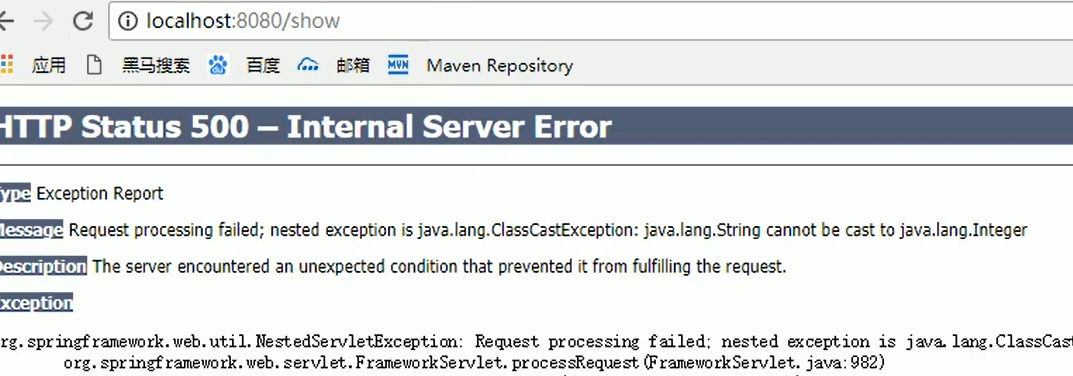 localhost:8080/show
应用 黑马搜索 百度 邮箱 MVN Maven Repository
HTTP Status 500 – Internal Server Error
Type Exception Report
Message Request processing failed; nested exception is java.lang.ClassCastException: java.lang.String cannot be cast to java.lang.Integer
Description The server encountered an unexpected condition that prevented it from fulfilling the request.
Exception
rg.springframework.web.util.NestedServletException: Request processing failed; nested exception is java.lang.ClassCast
org.springframework.web.servlet.FrameworkServlet.processRequest(FrameworkServlet.java:982)